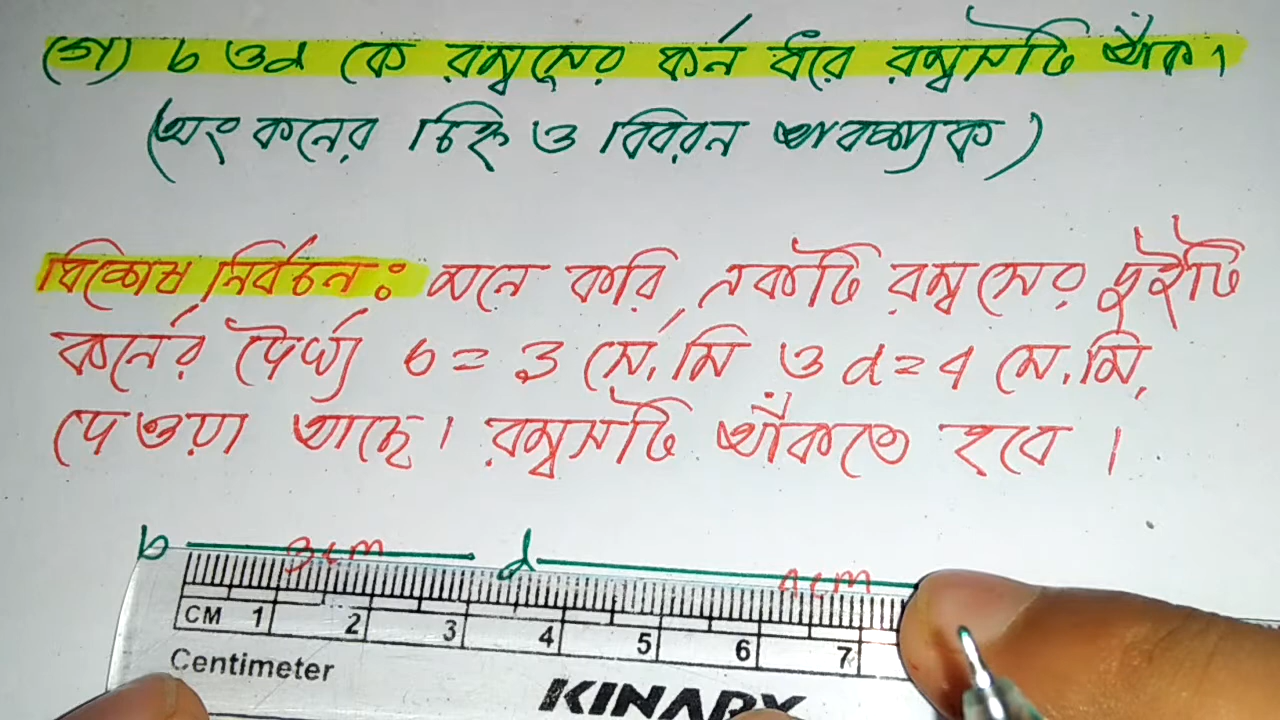 (গ) b ও d কে রম্বসের কর্ন ধরে রম্বসটি আঁক।
(অংকনের চিহ্ন ও বিবরন আবশ্যক)
বিশেষ নির্বচন: মনে করি, একটি রম্বসের দুইটি
কর্নের দৈর্ঘ্য b = 3 সে.মি ও d = 4 সে.মি.
দেওয়া আছে। রম্বসটি আঁকতে হবে।
b 3cm d 4cm
CM 1 2 3 4 5 6 7
Centimeter
KINARY